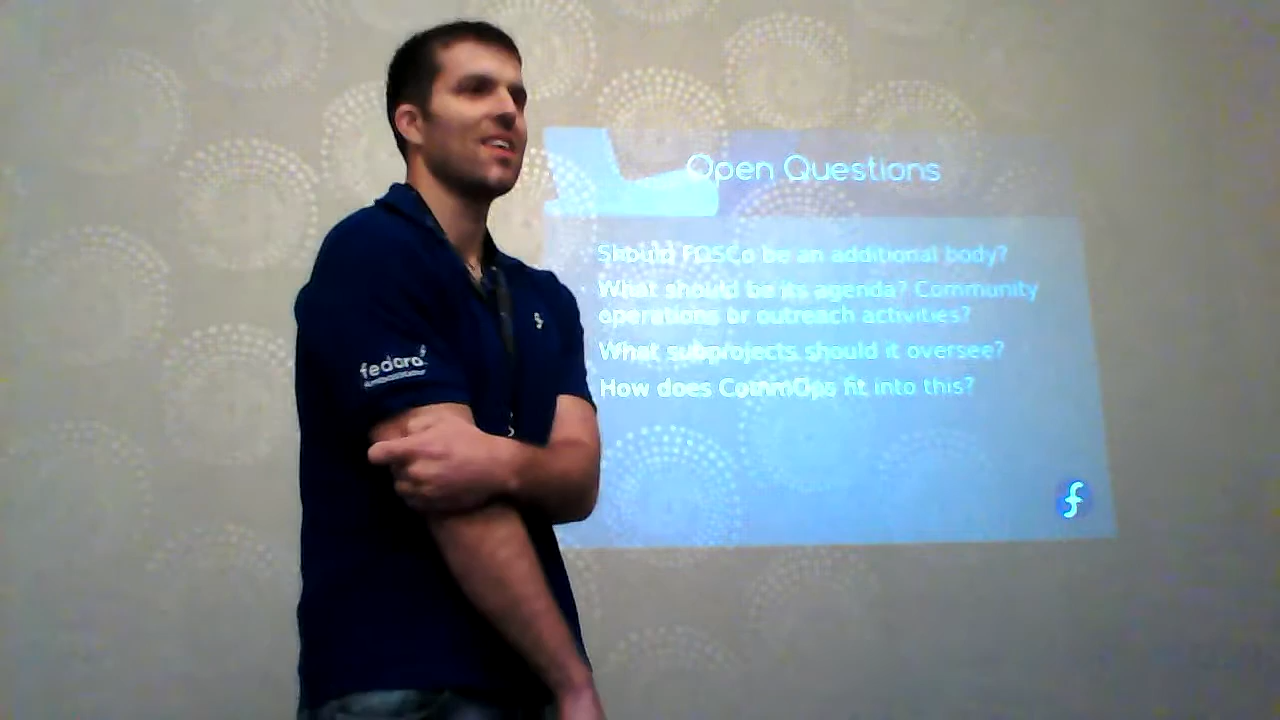 Open Questions
Should FOSCo be an additional body?
What should be its agenda? Community
operations or outreach activities?
What subprojects should it oversee?
How does CommOps fit into this?
fedora